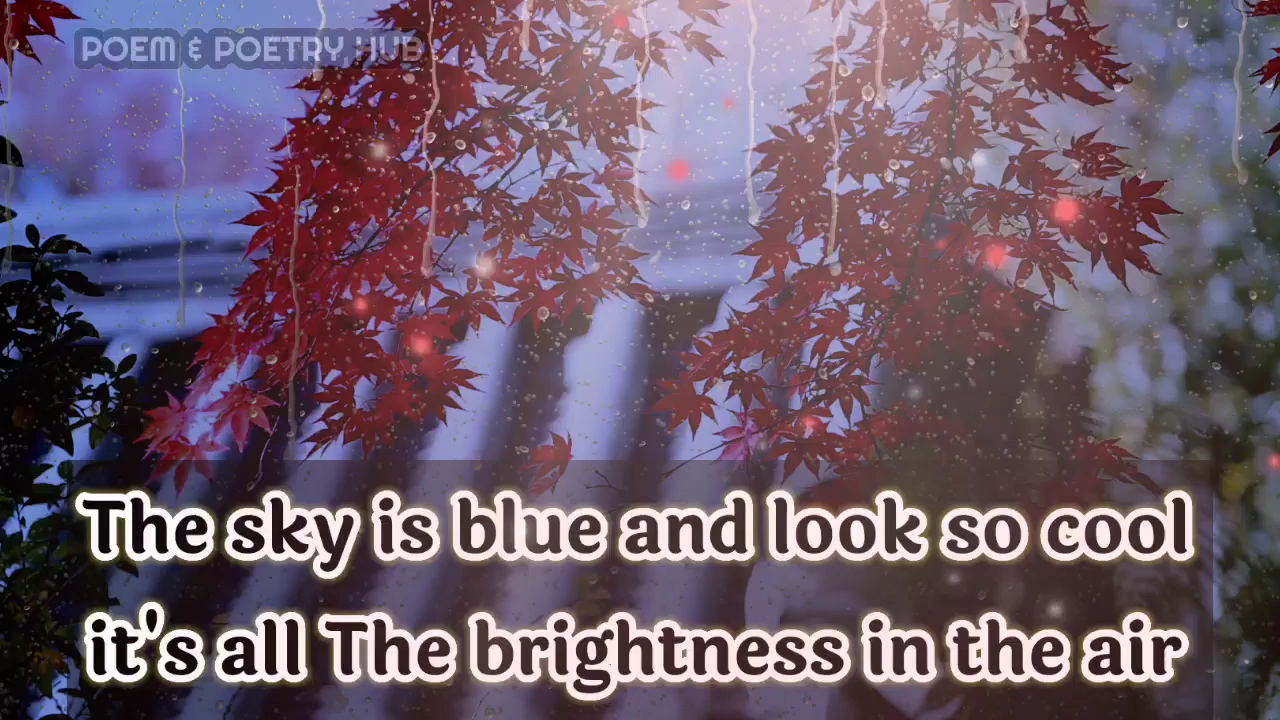 POEM & POETRY HUB
The sky is blue and look so cool
it's all The brightness in the air